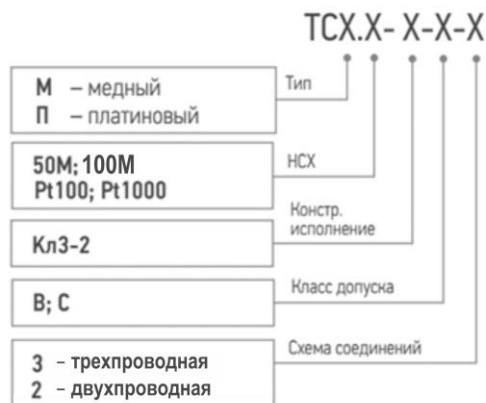 ТСХ.Х- Х-Х-Х
М – медный
П – платиновый
Тип
50М; 100М
Pt100; Pt1000
НСХ
Кл3-2
Констр.
исполнение
В; С
Класс допуска
3 – трехпроводная
2 – двухпроводная
Схема соединений